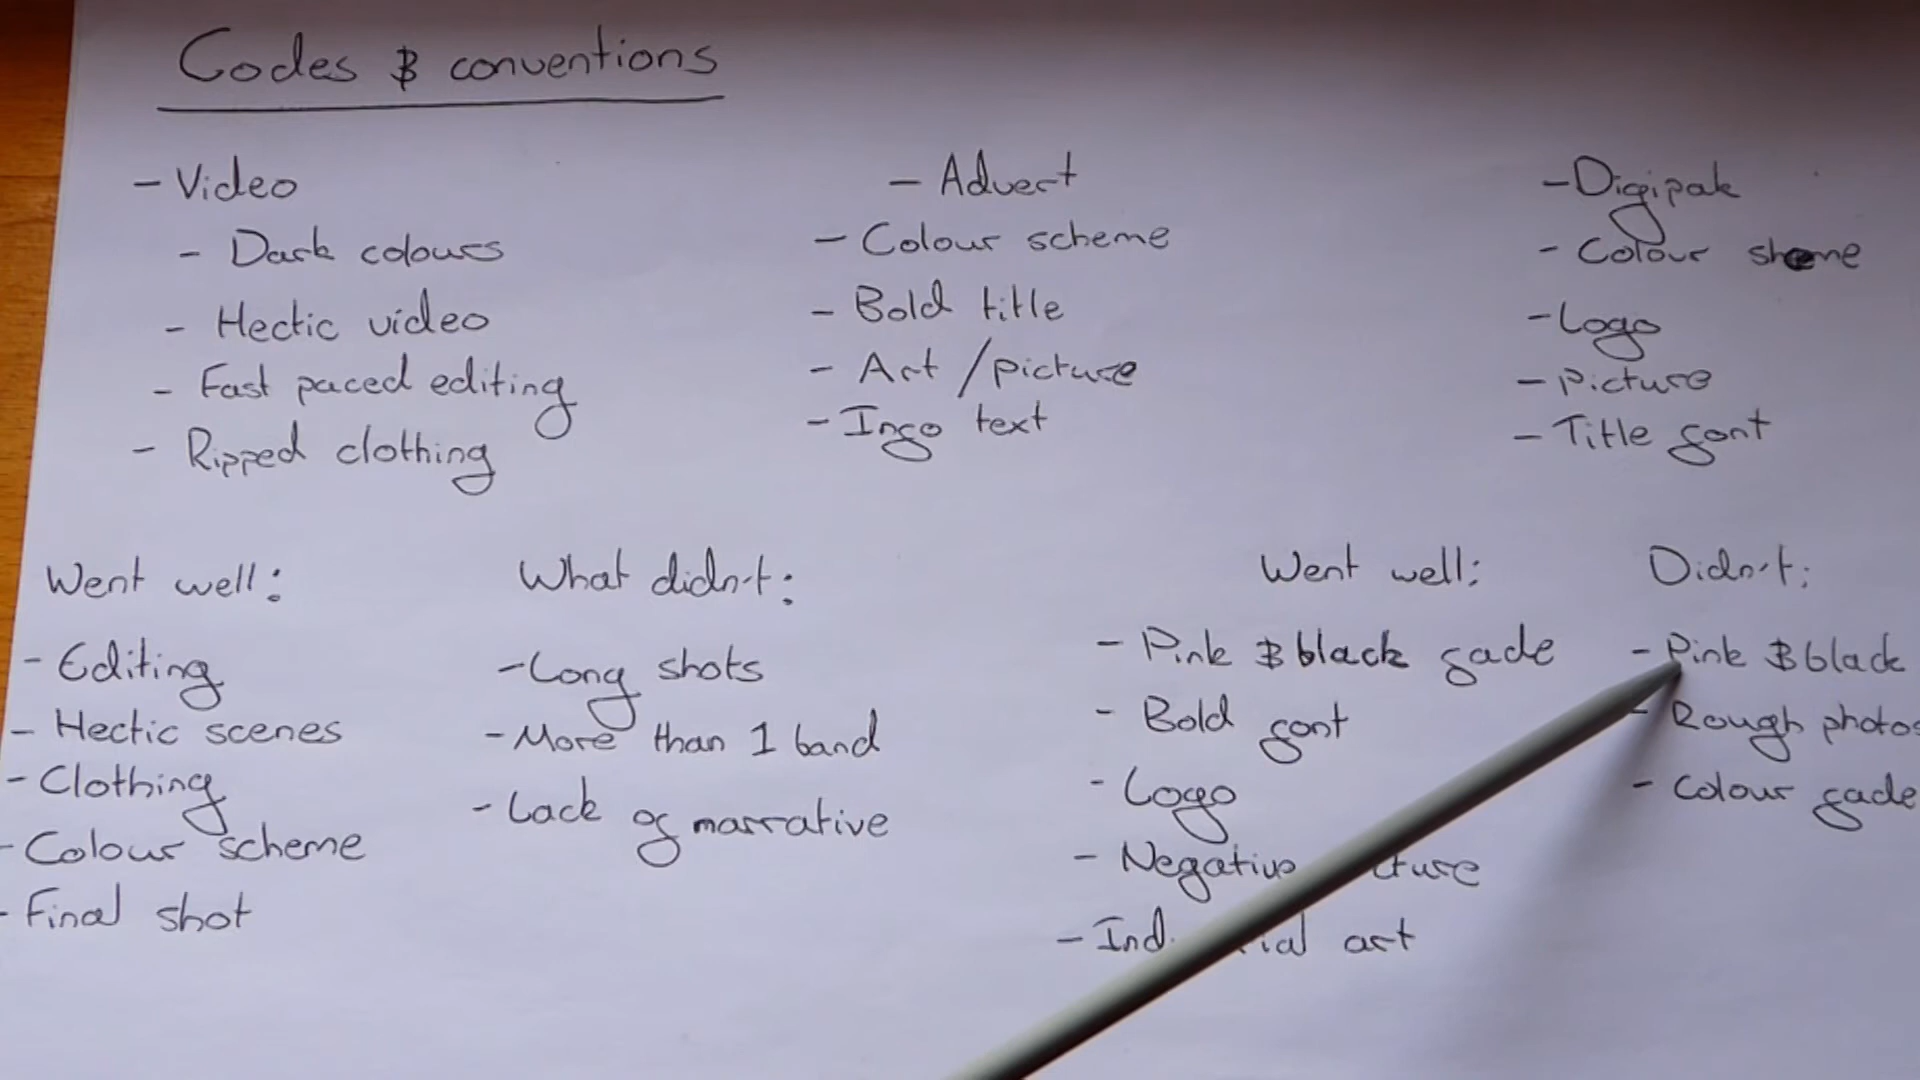 Codes & conventions
- Video
- Dark colours
- Hectic video
- Fast paced editing
- Ripped clothing
- Advert
- Colour scheme
- Bold title
- Art / picture
- Info text
- Digipak
- Colour sheme
- Logo
- Picture
- Title font
Went well:
- Editing
- Hectic scenes
- Clothing
- Colour scheme
- Final shot
What didn't:
- Long shots
- More than 1 band
- Lack of narrative
Went well:
- Pink & black fade
- Bold font
- Logo
- Negative
- art
Didn't:
- Pink & black
- Rough photos
- Colour fade